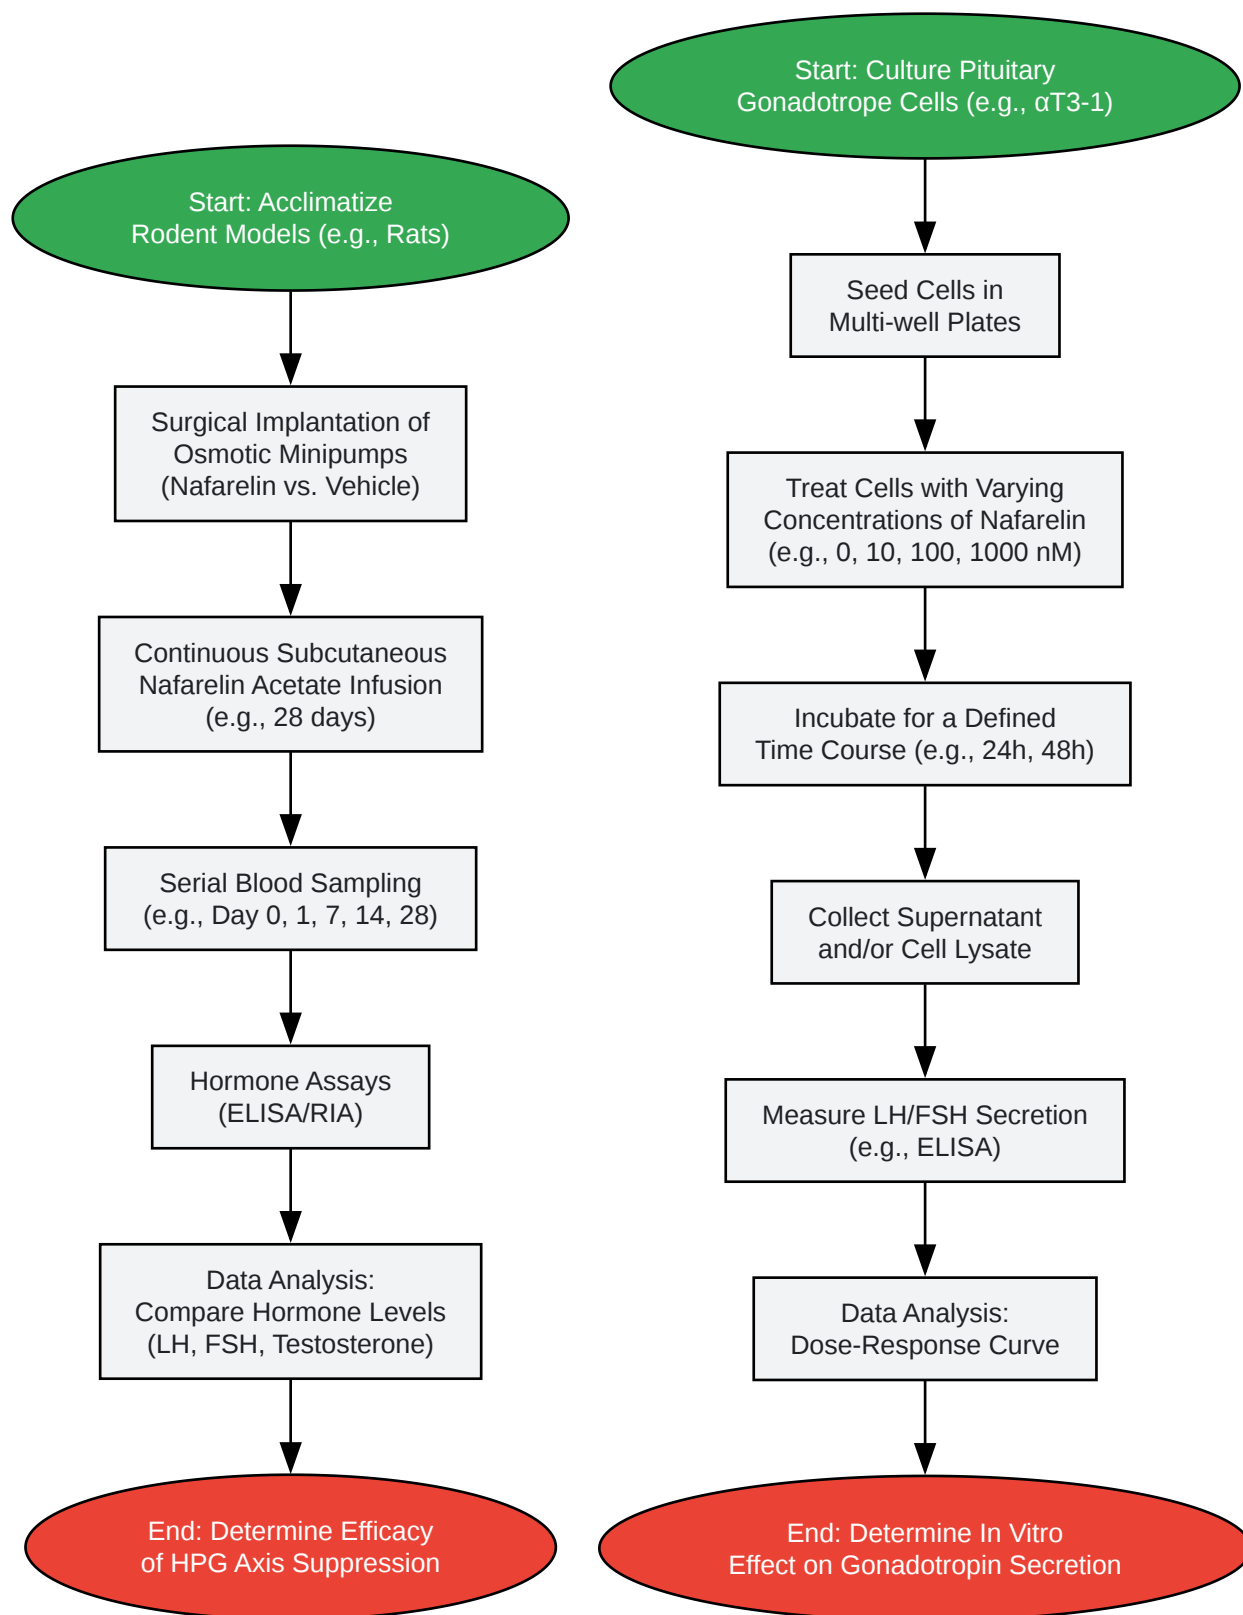 Start: Acclimatize
Rodent Models (e.g., Rats)
Surgical Implantation of
Osmotic Minipumps
(Nafarelin vs. Vehicle)
Continuous Subcutaneous
Nafarelin Acetate Infusion
(e.g., 28 days)
Serial Blood Sampling
(e.g., Day 0, 1, 7, 14, 28)
Hormone Assays
(ELISA/RIA)
Data Analysis:
Compare Hormone Levels
(LH, FSH, Testosterone)
End: Determine Efficacy
of HPG Axis Suppression
Start: Culture Pituitary
Gonadotrope Cells (e.g., αT3-1)
Seed Cells in
Multi-well Plates
Treat Cells with Varying
Concentrations of Nafarelin
(e.g., 0, 10, 100, 1000 nM)
Incubate for a Defined
Time Course (e.g., 24h, 48h)
Collect Supernatant
and/or Cell Lysate
Measure LH/FSH Secretion
(e.g., ELISA)
Data Analysis:
Dose-Response Curve
End: Determine In Vitro
Effect on Gonadotropin Secretion